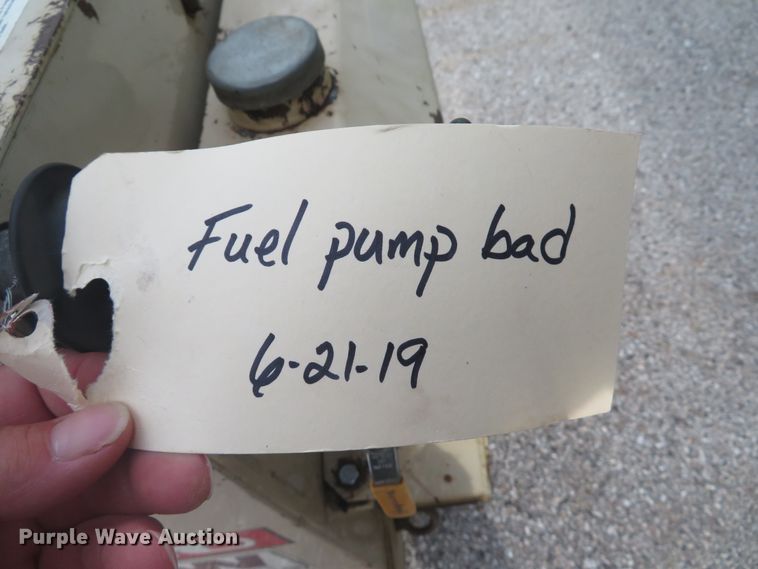 Fuel pump bad
6-21-19
Purple Wave Auction